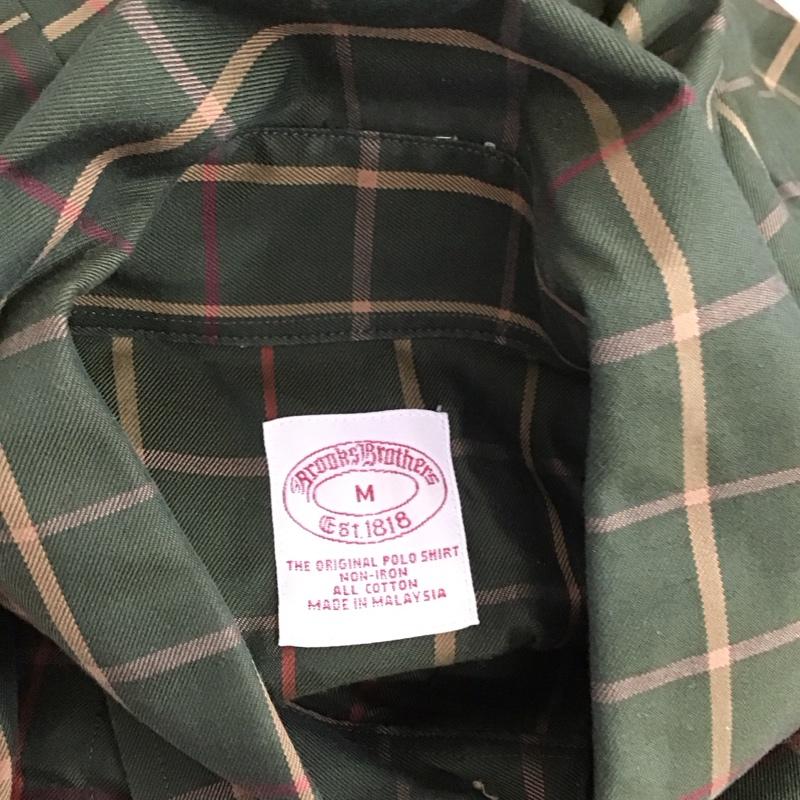 Brooks Brothers
M
Est. 1818
THE ORIGINAL POLO SHIRT
NON-IRON
ALL COTTON
MADE IN MALAYSIA